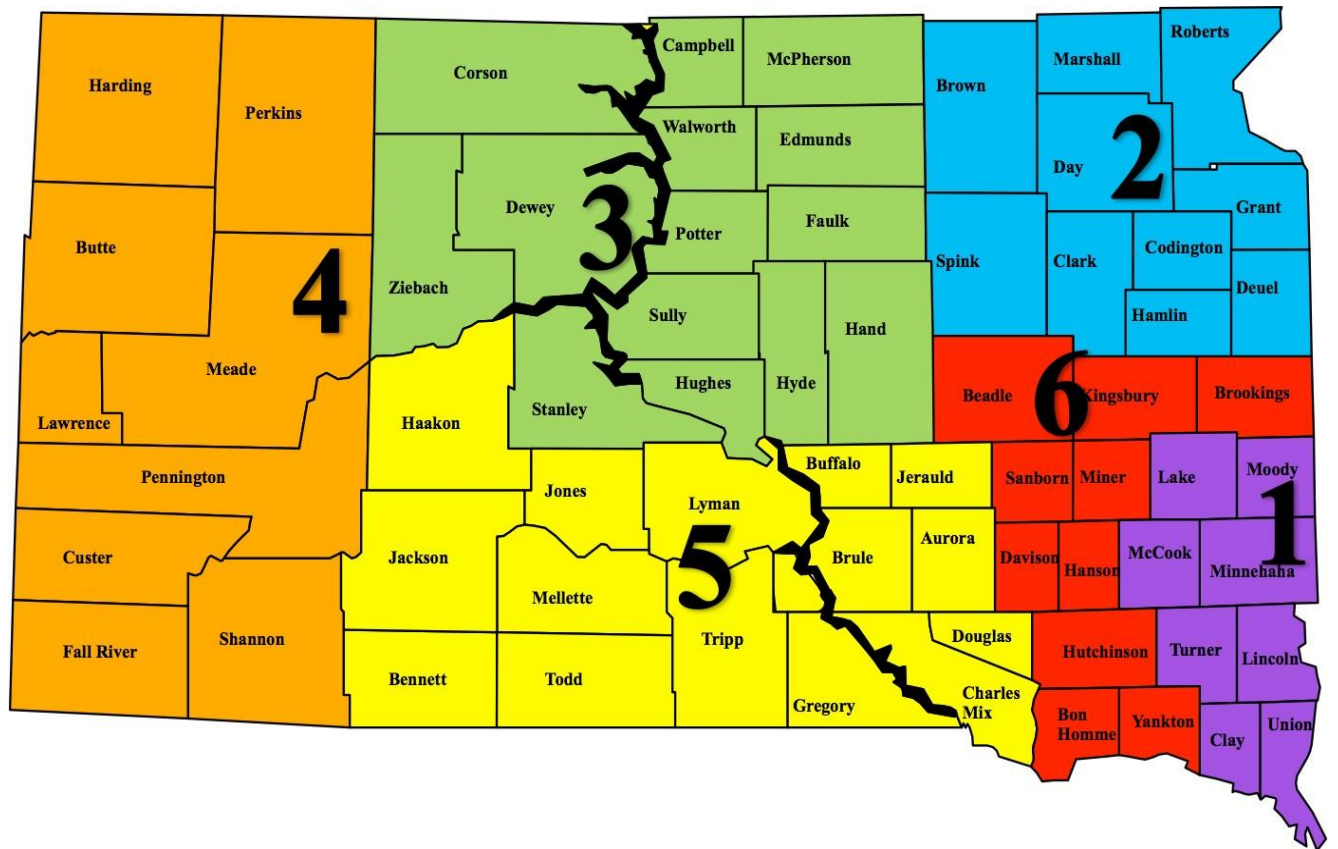 Harding
Perkins
Corson
Campbell
McPherson
Brown
Marshall
Roberts
Walworth
Edmunds
Day
2
Butte
Dewey
3
Potter
Faulk
Grant
4
Ziebach
Spink
Clark
Codington
Deuel
Sully
Hand
Hamlin
Meade
Lawrence
Haakon
Stanley
Hughes
Hyde
Beadle
6
Kingsbury
Brookings
Pennington
Jones
Lyman
Buffalo
Jerauld
Sanborn
Miner
Lake
Moody
1
Custer
Jackson
5
Brule
Aurora
Davison
Hanson
McCook
Minnehaha
Mellette
Fall River
Shannon
Bennett
Todd
Tripp
Gregory
Douglas
Charles
Mix
Hutchinson
Turner
Lincoln
Bon
Homme
Yankton
Clay
Union